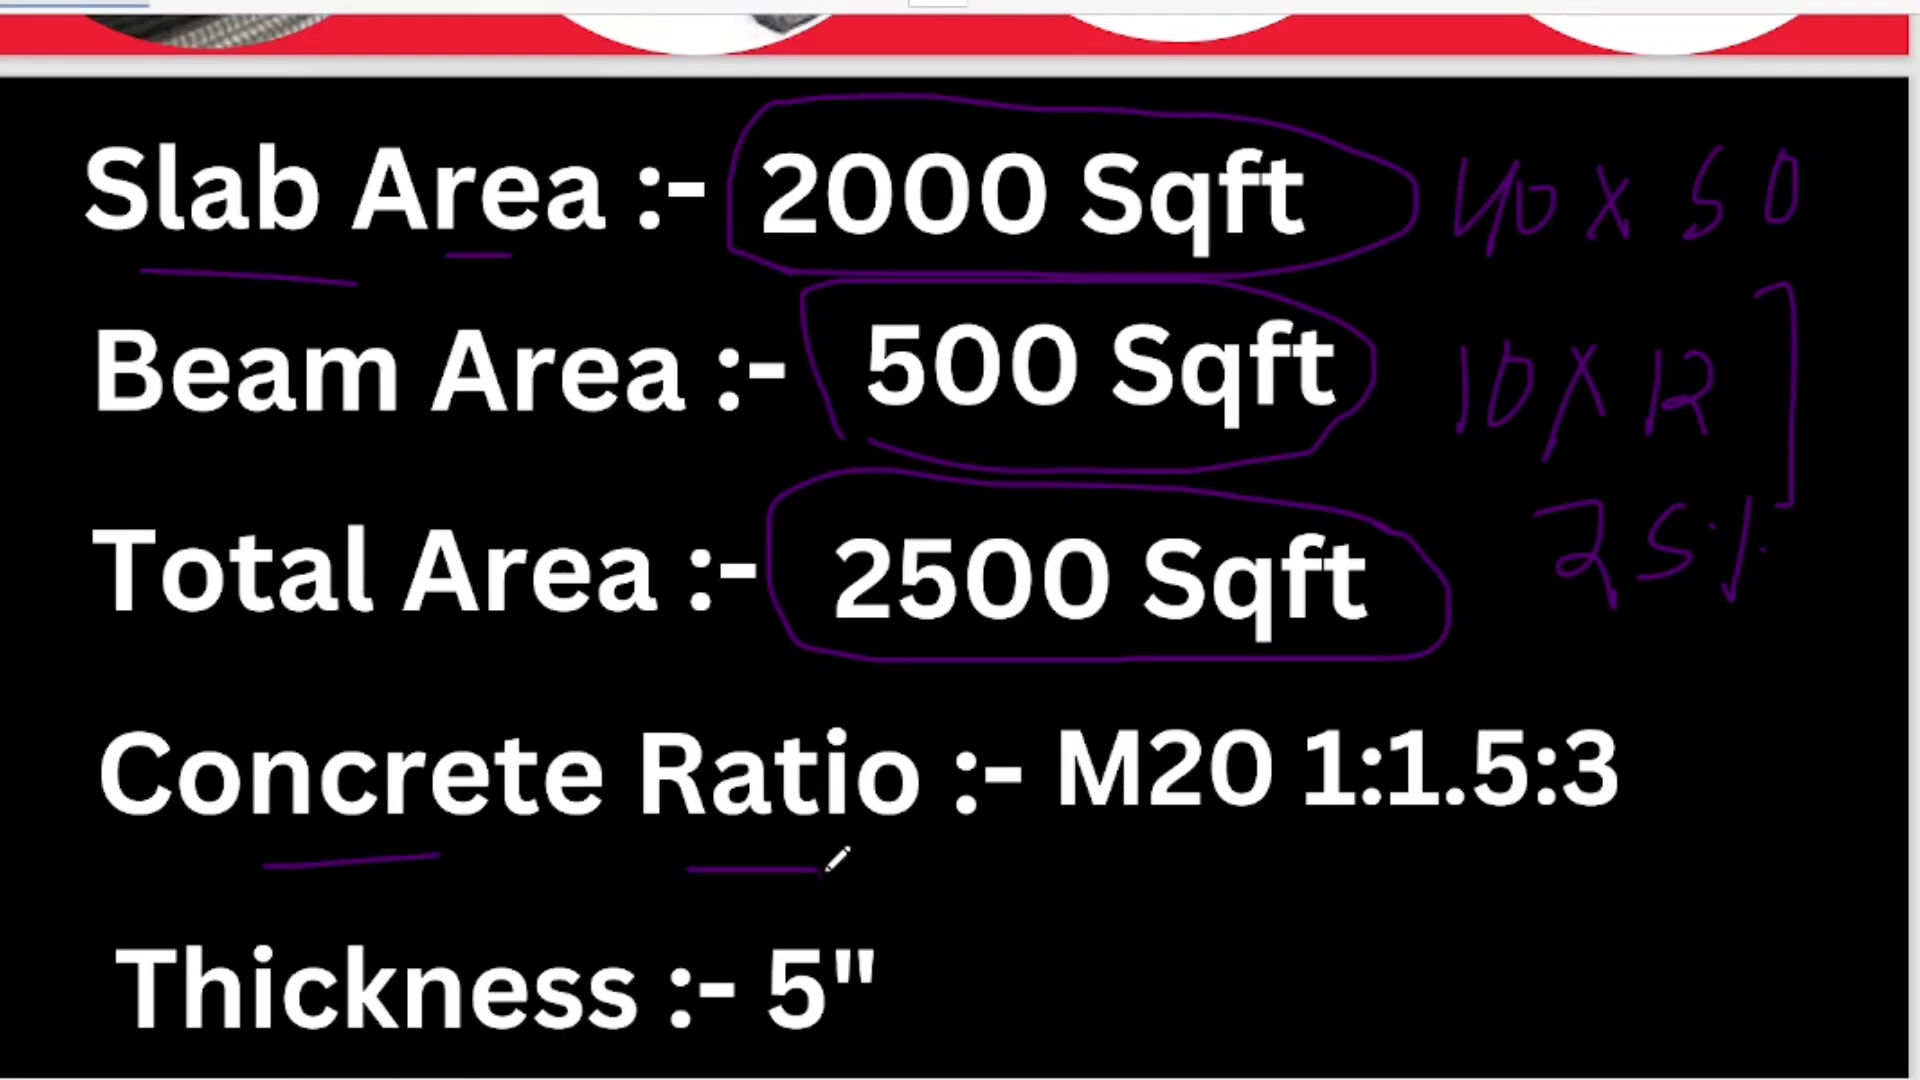 Slab Area :- 2000 Sqft 40 x 50
Beam Area :- 500 Sqft 10 x 12
Total Area :- 2500 Sqft 25%
Concrete Ratio :- M20 1:1.5:3
Thickness :- 5"